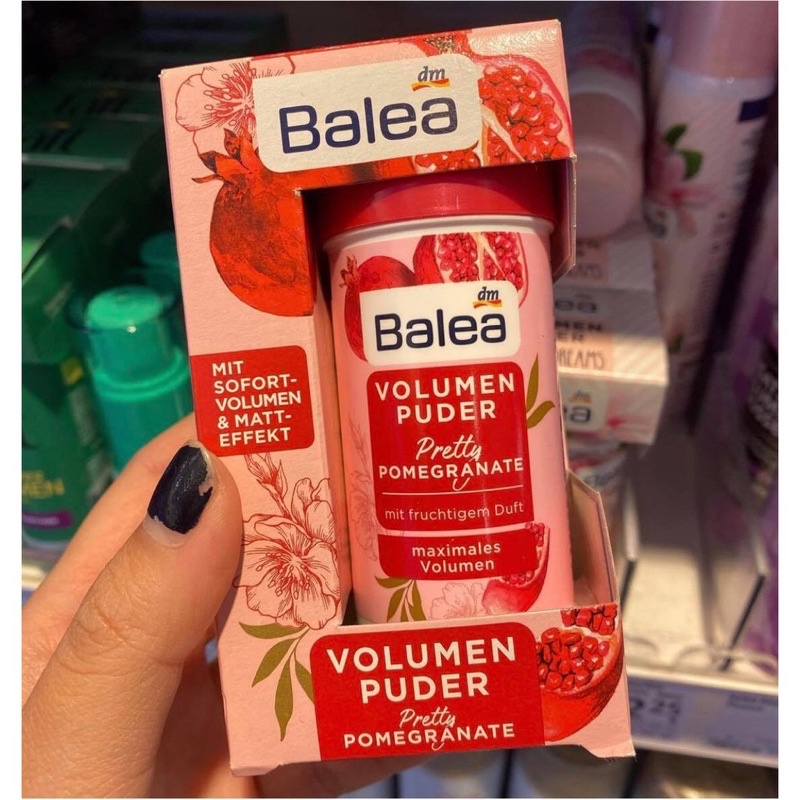 dm
Balea
MIT
SOFORT-
VOLUMEN
& MATT-
EFFEKT
dm
Balea
VOLUMEN
PUDER
Pretty
POMEGRANATE
mit fruchtigem Duft
maximales
Volumen
VOLUMEN
PUDER
Pretty
POMEGRANATE